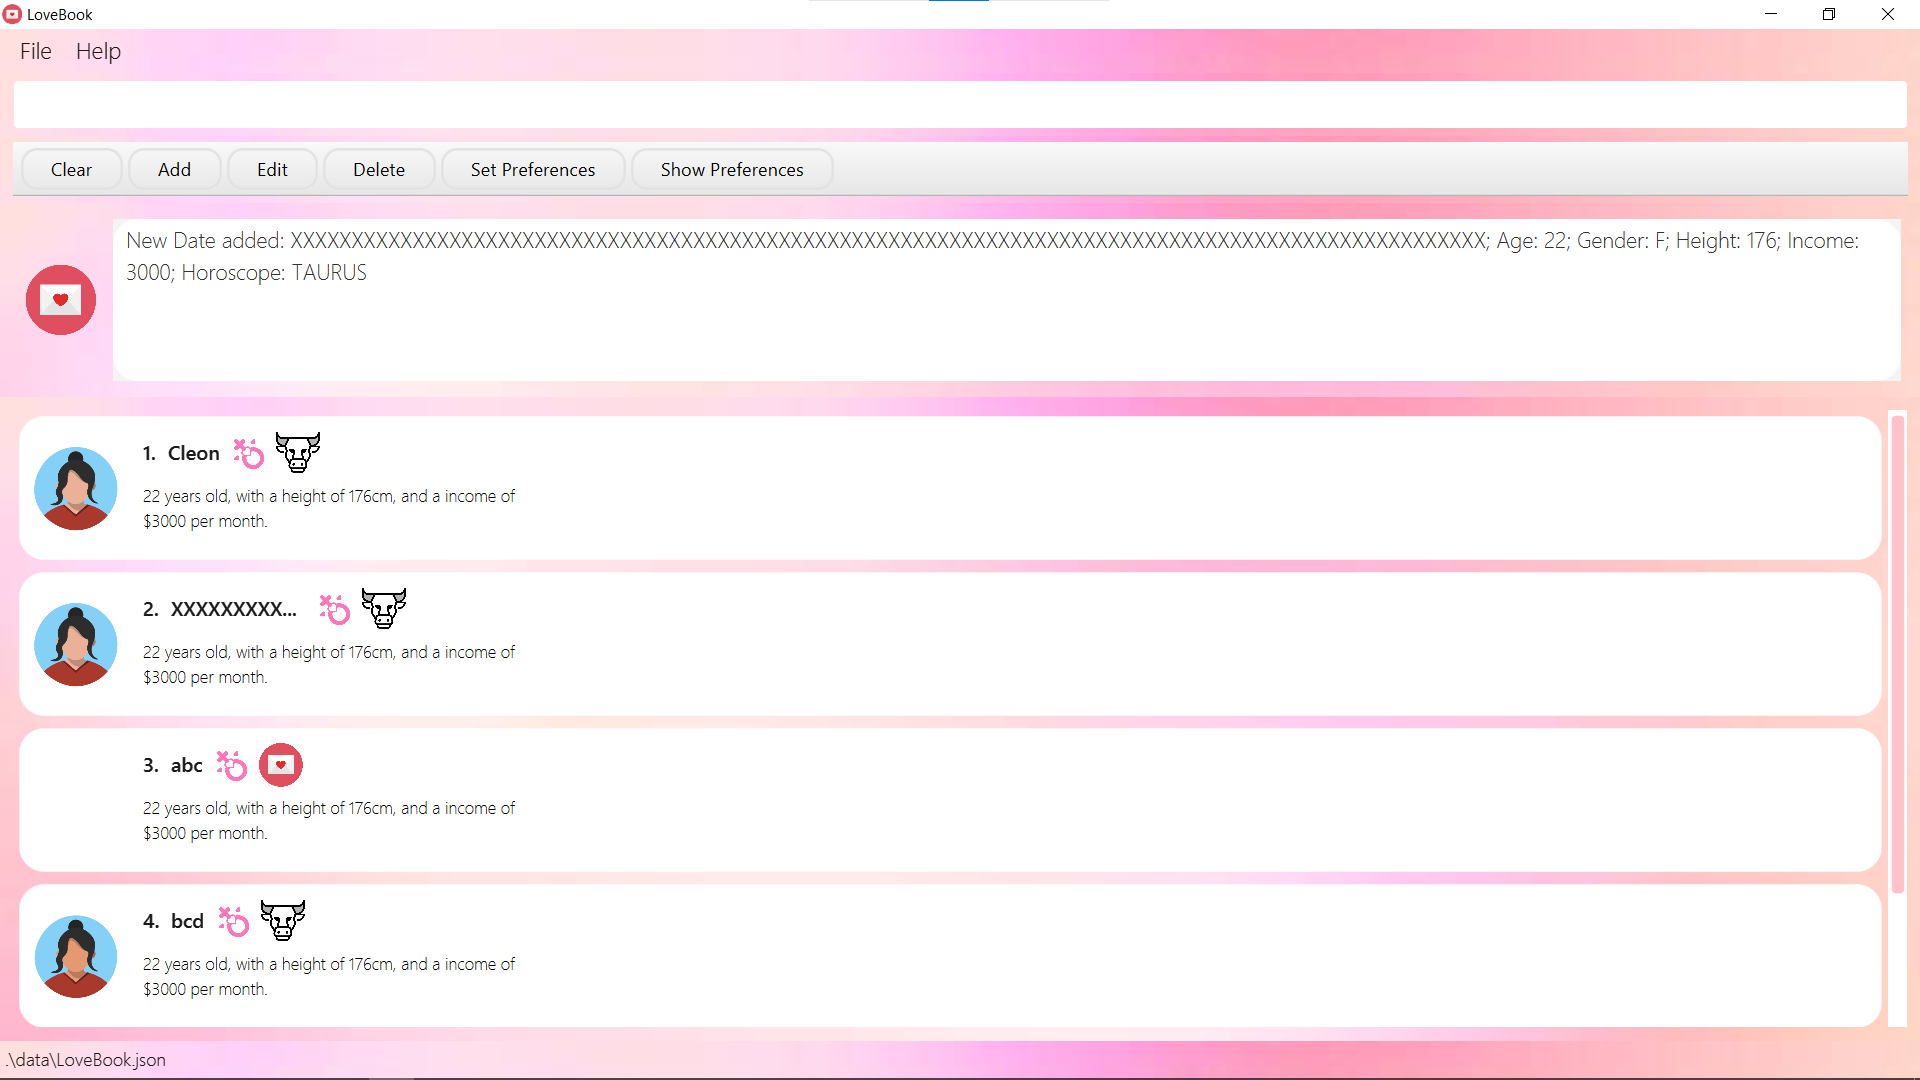 LoveBook
File Help
Clear Add Edit Delete Set Preferences Show Preferences
New Date added: XXXXXXXXXXXXXXXXXXXXXXXXXXXXXXXXXXXXXXXXXXXXXXXXXXXXXXXXXXXXXXXXXXXXXXXXXXXXXXXXXXXXXXXXXXXXXXXXXX; Age: 22; Gender: F; Height: 176; Income:
3000; Horoscope: TAURUS
1. Cleon
22 years old, with a height of 176cm, and a income of
$3000 per month.
2. XXXXXXXXX...
22 years old, with a height of 176cm, and a income of
$3000 per month.
3. abc
22 years old, with a height of 176cm, and a income of
$3000 per month.
4. bcd
22 years old, with a height of 176cm, and a income of
$3000 per month.
.\data\LoveBook.json